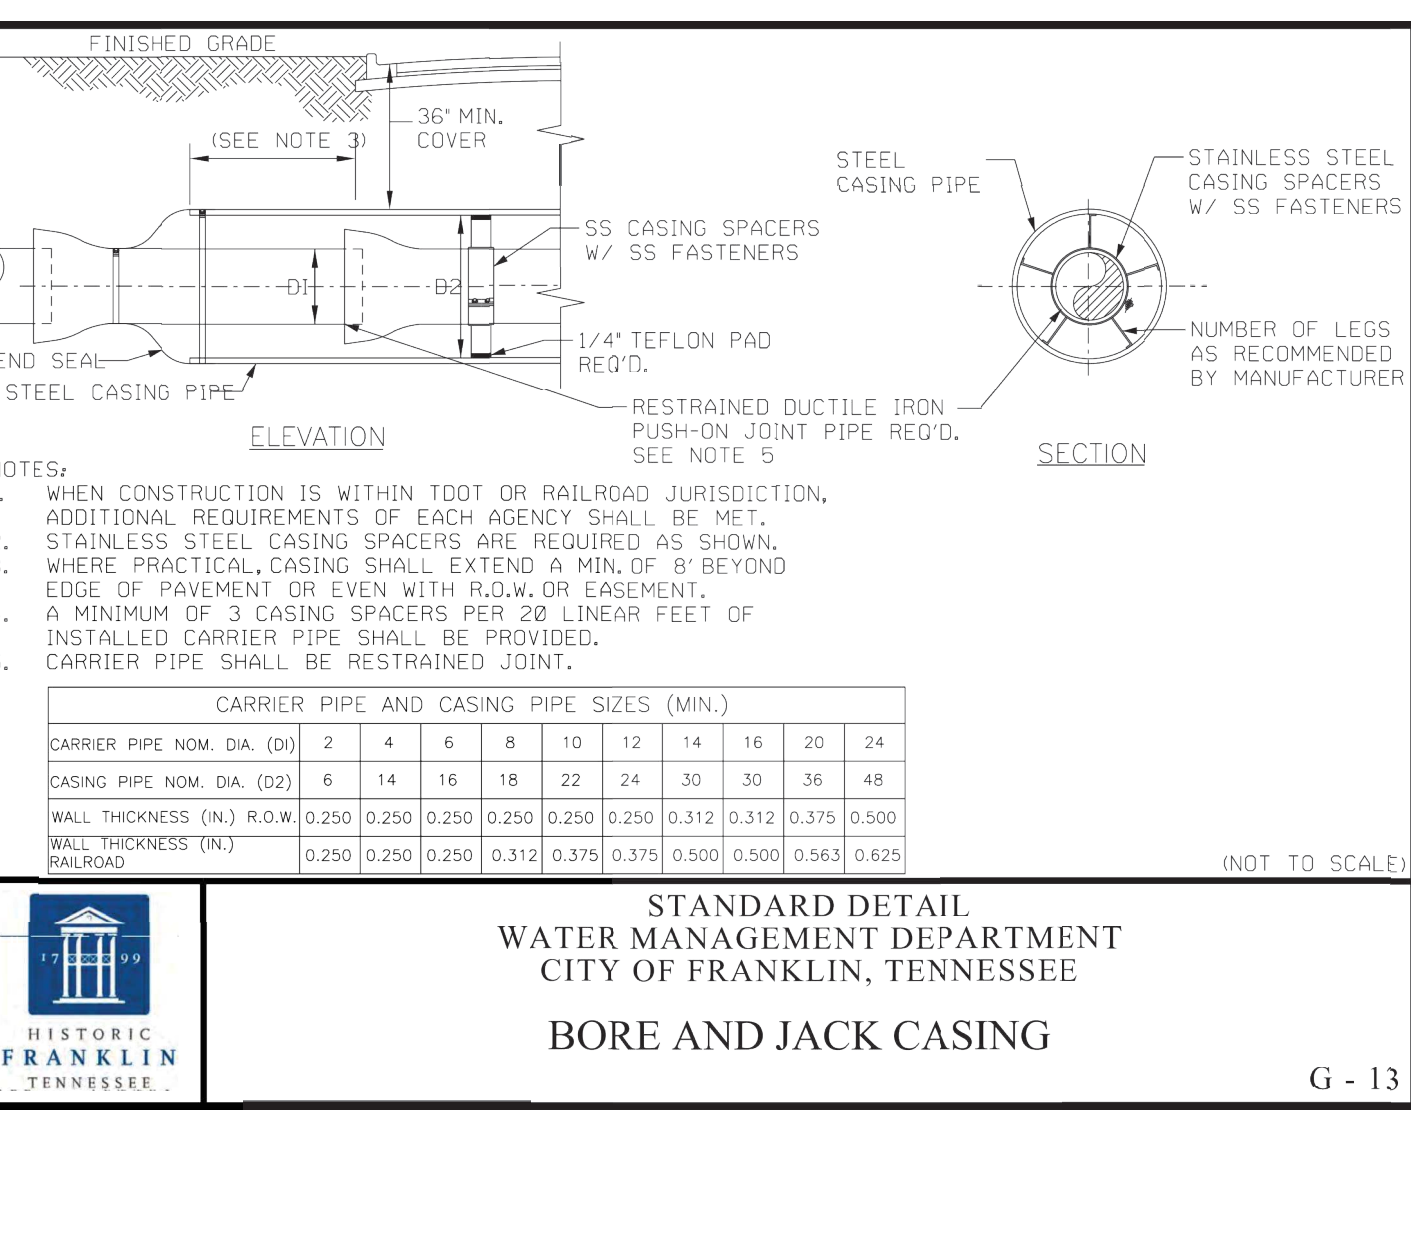 FINISHED GRADE
36" MIN.
COVER
(SEE NOTE 3)
STEEL
CASING PIPE
STAINLESS STEEL
CASING SPACERS
W/ SS FASTENERS
SS CASING SPACERS
W/ SS FASTENERS
D1
D2
1/4" TEFLON PAD
REQ'D.
NUMBER OF LEGS
AS RECOMMENDED
BY MANUFACTURER
END SEAL
STEEL CASING PIPE
RESTRAINED DUCTILE IRON
PUSH-ON JOINT PIPE REQ'D.
SEE NOTE 5
ELEVATION
SECTION
NOTES:
WHEN CONSTRUCTION IS WITHIN TDOT OR RAILROAD JURISDICTION,
ADDITIONAL REQUIREMENTS OF EACH AGENCY SHALL BE MET.
STAINLESS STEEL CASING SPACERS ARE REQUIRED AS SHOWN.
WHERE PRACTICAL, CASING SHALL EXTEND A MIN. OF 8' BEYOND
EDGE OF PAVEMENT OR EVEN WITH R.O.W. OR EASEMENT.
A MINIMUM OF 3 CASING SPACERS PER 20 LINEAR FEET OF
INSTALLED CARRIER PIPE SHALL BE PROVIDED.
CARRIER PIPE SHALL BE RESTRAINED JOINT.
CARRIER PIPE AND CASING PIPE SIZES (MIN.)
CARRIER PIPE NOM. DIA. (D1) 2 4 6 8 10 12 14 16 20 24
CASING PIPE NOM. DIA. (D2) 6 14 16 18 22 24 30 30 36 48
WALL THICKNESS (IN.) R.O.W. 0.250 0.250 0.250 0.250 0.250 0.250 0.312 0.312 0.375 0.500
WALL THICKNESS (IN.)
RAILROAD 0.250 0.250 0.250 0.312 0.375 0.375 0.500 0.500 0.563 0.625
(NOT TO SCALE)
17 99
HISTORIC
FRANKLIN
TENNESSEE
STANDARD DETAIL
WATER MANAGEMENT DEPARTMENT
CITY OF FRANKLIN, TENNESSEE
BORE AND JACK CASING
G - 13